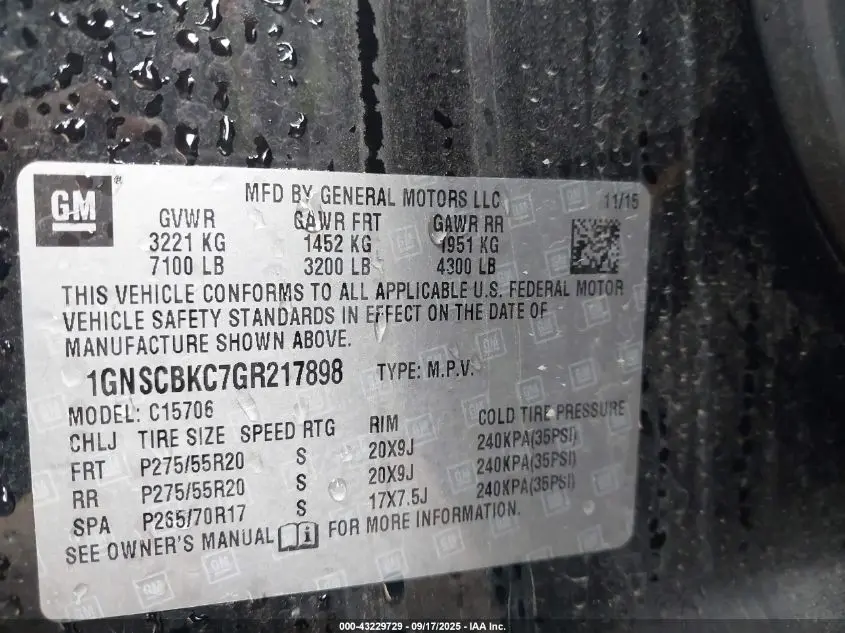 GM
MFD BY GENERAL MOTORS LLC 11/15
GVWR GAWR FRT GAWR RR
3221 KG 1452 KG 1951 KG
7100 LB 3200 LB 4300 LB
THIS VEHICLE CONFORMS TO ALL APPLICABLE U.S. FEDERAL MOTOR
VEHICLE SAFETY STANDARDS IN EFFECT ON THE DATE OF
MANUFACTURE SHOWN ABOVE.
1GNSCBKC7GR217898 TYPE: M.P.V.
MODEL: C15706
CHLJ TIRE SIZE SPEED RTG RIM COLD TIRE PRESSURE
FRT P275/55R20 S 20X9J 240KPA(35PSI)
RR P275/55R20 S 20X9J 240KPA(35PSI)
SPA P265/70R17 S 17X7.5J 240KPA(35PSI)
SEE OWNER'S MANUAL FOR MORE INFORMATION.
000-43229729 - 09/17/2025 - IAA Inc.